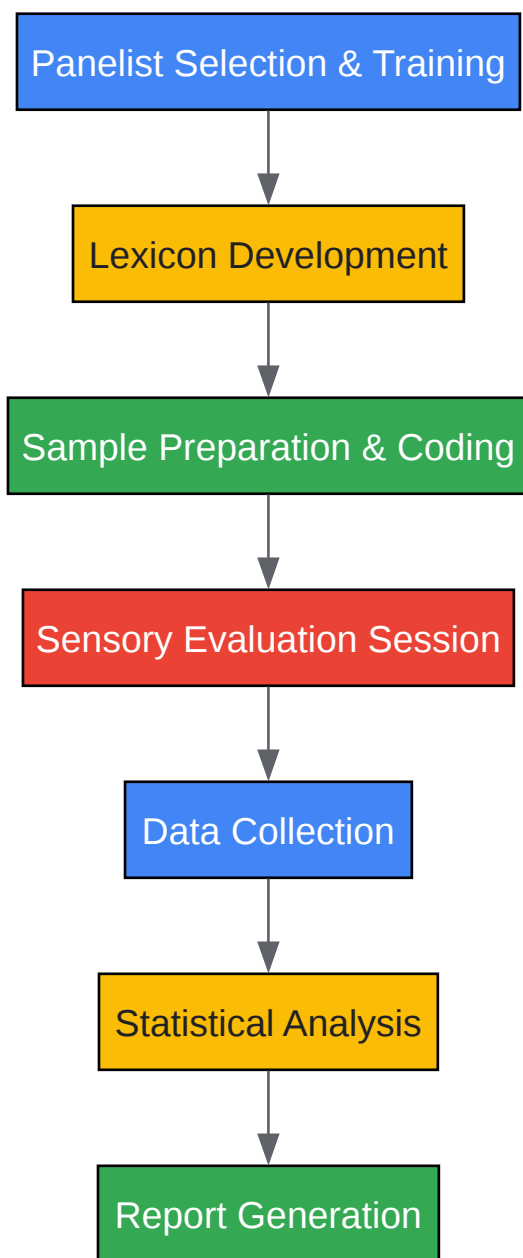 Panelist Selection & Training
Lexicon Development
Sample Preparation & Coding
Sensory Evaluation Session
Data Collection
Statistical Analysis
Report Generation